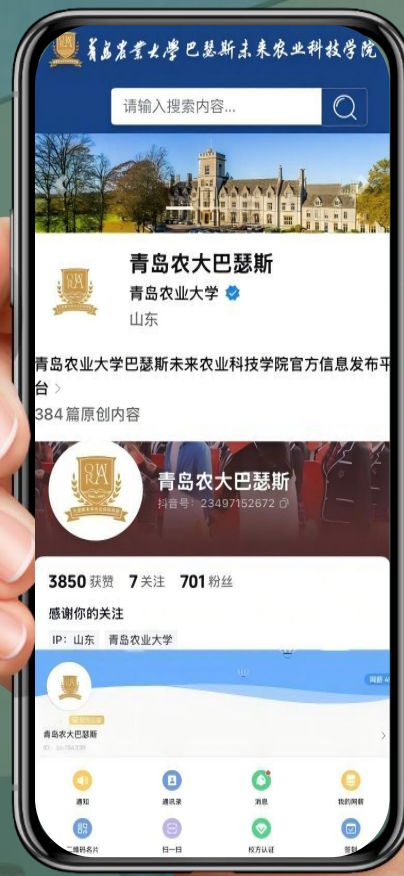 青岛农业大学巴瑟斯未来农业科技学院
请输入搜索内容...
青岛农大巴瑟斯
青岛农业大学
山东
青岛农业大学巴瑟斯未来农业科技学院官方信息发布平
台
384篇原创内容
青岛农大巴瑟斯
抖音号：23497152672
3850 获赞 7 关注 701 粉丝
感谢你的关注
IP：山东 青岛农业大学
网薪
青岛农大巴瑟斯
通知 通讯录 消息 我的网薪
二维码名片 扫一扫 校方认证 签到